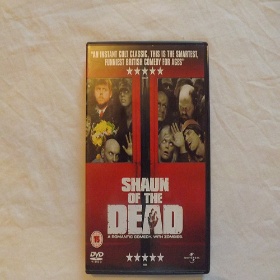 "AN INSTANT CULT CLASSIC, THIS IS THE SMARTEST,
FUNNIEST BRITISH COMEDY FOR AGES"
SHAUN
OF THE
DEAD
A ROMANTIC COMEDY. WITH ZOMBIES.
15
DVD
UNIVERSAL